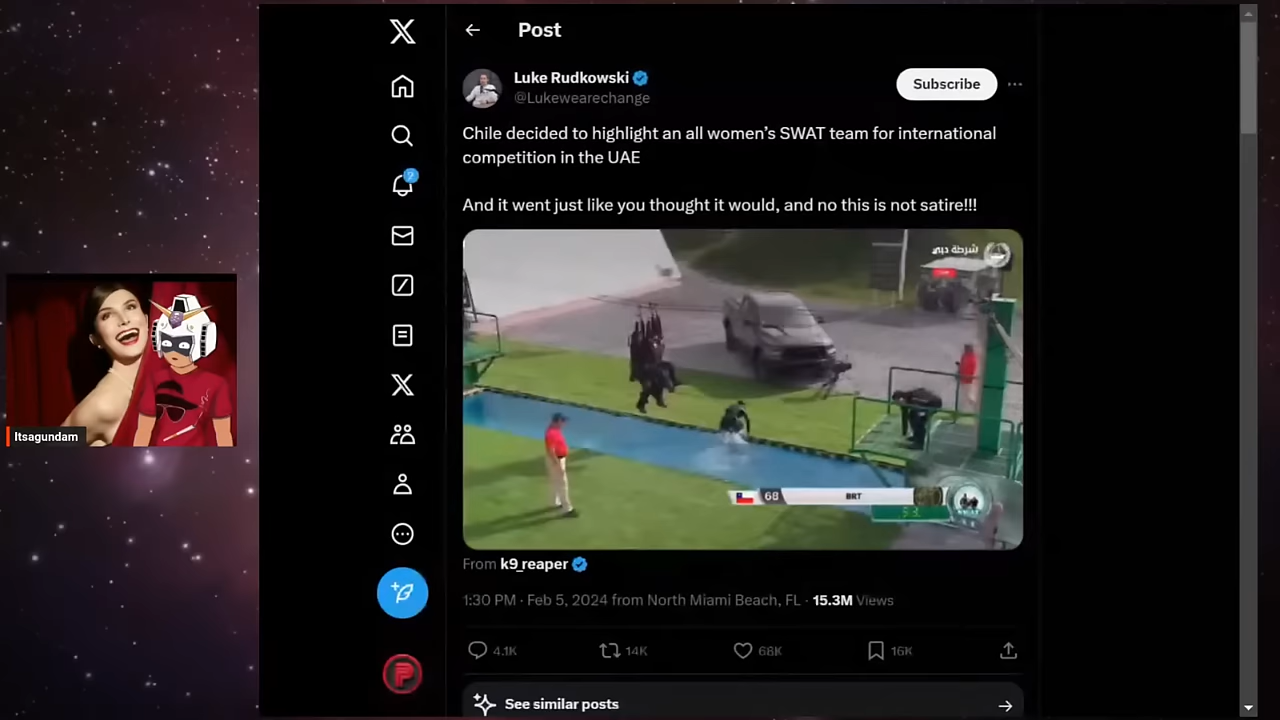 Post
Luke Rudkowski
@Lukewearechange
Subscribe
Chile decided to highlight an all women’s SWAT team for international
competition in the UAE
And it went just like you thought it would, and no this is not satire!!!
شرطة دبي
68 BRT
From k9_reaper
1:30 PM · Feb 5, 2024 from North Miami Beach, FL · 15.3M Views
4.1K 14K 68K 16K
See similar posts
Itsagundam